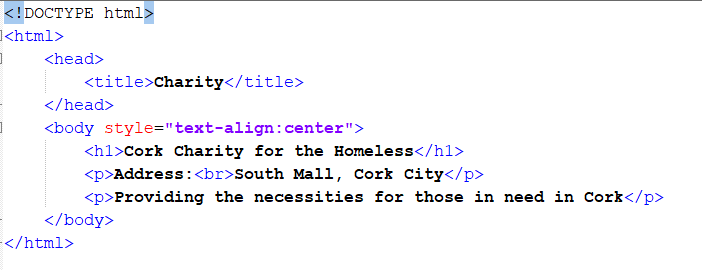 <!DOCTYPE html>
<html>
<head>
<title>Charity</title>
</head>
<body style="text-align:center">
<h1>Cork Charity for the Homeless</h1>
<p>Address:<br>South Mall, Cork City</p>
<p>Providing the necessities for those in need in Cork</p>
</body>
</html>